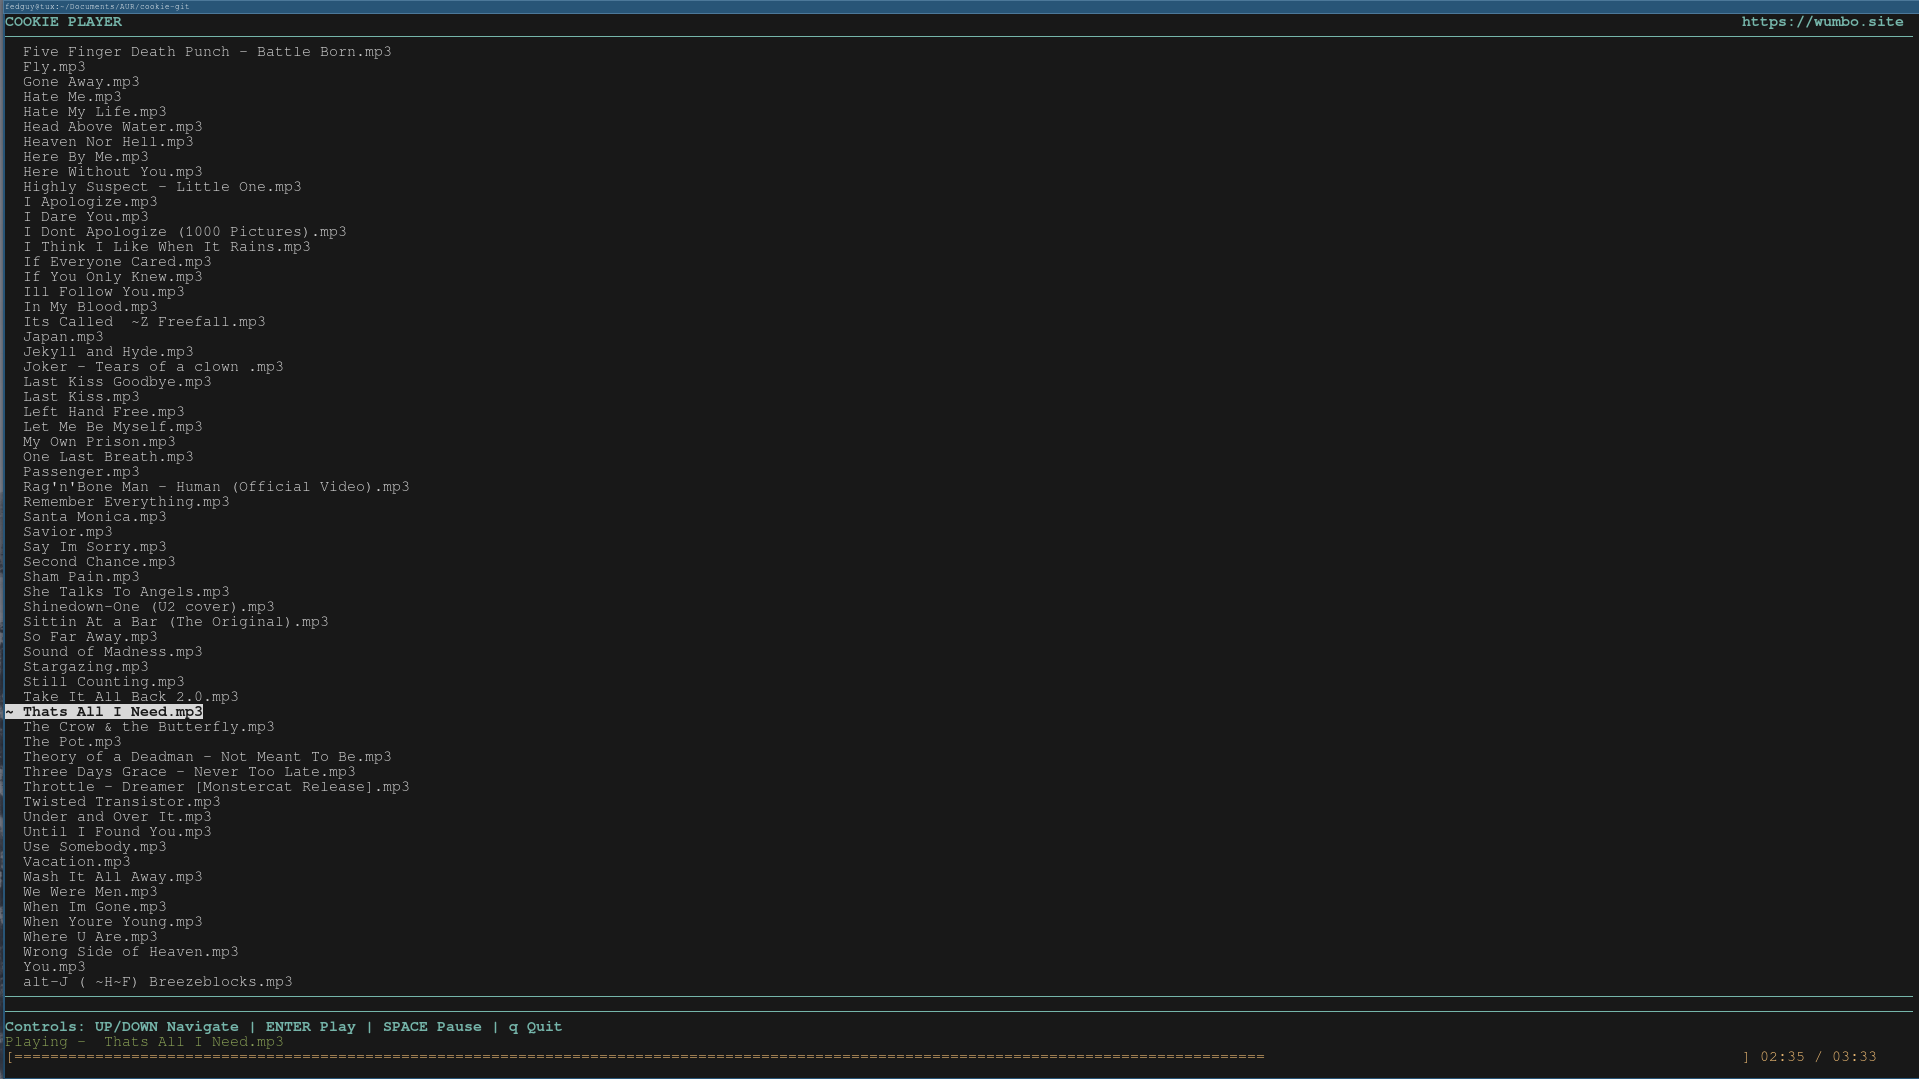 fedguy@tux:~/Documents/AUR/cookie-git
COOKIE PLAYER https://wumbo.site
Five Finger Death Punch - Battle Born.mp3
Fly.mp3
Gone Away.mp3
Hate Me.mp3
Hate My Life.mp3
Head Above Water.mp3
Heaven Nor Hell.mp3
Here By Me.mp3
Here Without You.mp3
Highly Suspect - Little One.mp3
I Apologize.mp3
I Dare You.mp3
I Dont Apologize (1000 Pictures).mp3
I Think I Like When It Rains.mp3
If Everyone Cared.mp3
If You Only Knew.mp3
Ill Follow You.mp3
In My Blood.mp3
Its Called  ~Z Freefall.mp3
Japan.mp3
Jekyll and Hyde.mp3
Joker - Tears of a clown .mp3
Last Kiss Goodbye.mp3
Last Kiss.mp3
Left Hand Free.mp3
Let Me Be Myself.mp3
My Own Prison.mp3
One Last Breath.mp3
Passenger.mp3
Rag'n'Bone Man - Human (Official Video).mp3
Remember Everything.mp3
Santa Monica.mp3
Savior.mp3
Say Im Sorry.mp3
Second Chance.mp3
Sham Pain.mp3
She Talks To Angels.mp3
Shinedown-One (U2 cover).mp3
Sittin At a Bar (The Original).mp3
So Far Away.mp3
Sound of Madness.mp3
Stargazing.mp3
Still Counting.mp3
Take It All Back 2.0.mp3
~ Thats All I Need.mp3
The Crow & the Butterfly.mp3
The Pot.mp3
Theory of a Deadman - Not Meant To Be.mp3
Three Days Grace - Never Too Late.mp3
Throttle - Dreamer [Monstercat Release].mp3
Twisted Transistor.mp3
Under and Over It.mp3
Until I Found You.mp3
Use Somebody.mp3
Vacation.mp3
Wash It All Away.mp3
We Were Men.mp3
When Im Gone.mp3
When Youre Young.mp3
Where U Are.mp3
Wrong Side of Heaven.mp3
You.mp3
alt-J ( ~H~F) Breezeblocks.mp3
Controls: UP/DOWN Navigate | ENTER Play | SPACE Pause | q Quit
Playing -  Thats All I Need.mp3
[=========================================================================================================================================== ] 02:35 / 03:33